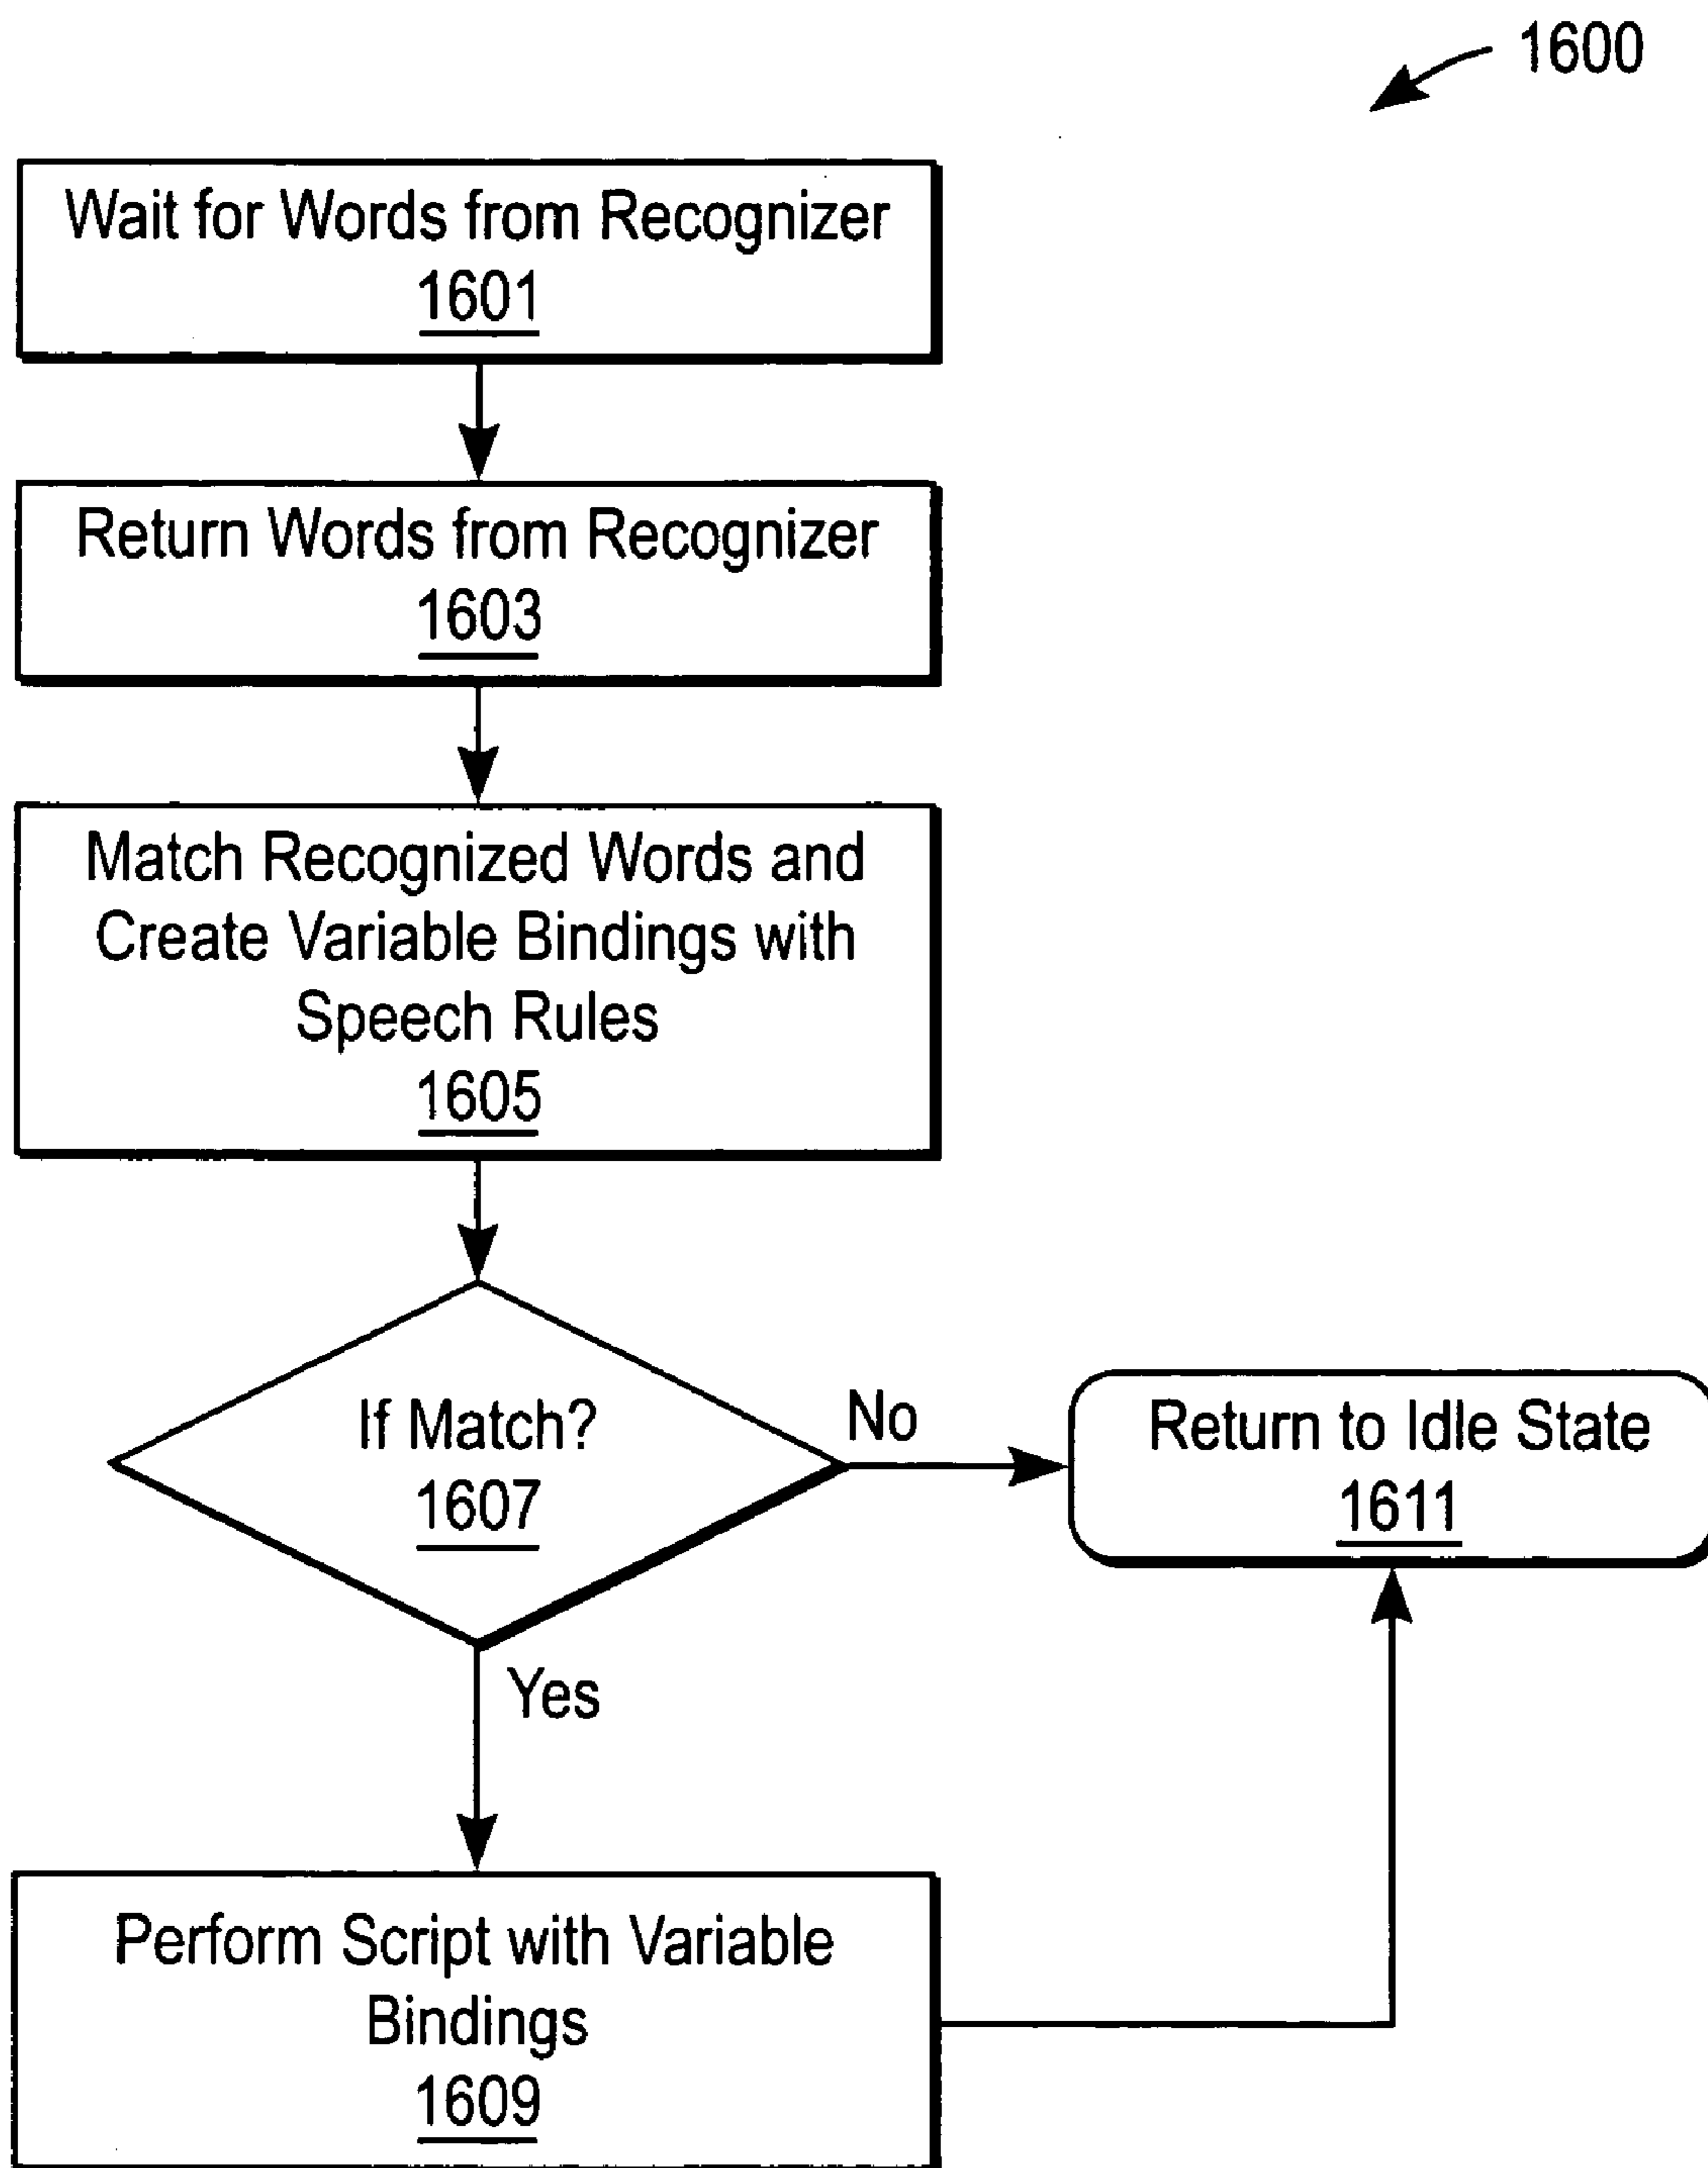 1600
Wait for Words from Recognizer
1601
Return Words from Recognizer
1603
Match Recognized Words and
Create Variable Bindings with
Speech Rules
1605
If Match?
1607
No
Return to Idle State
1611
Yes
Perform Script with Variable
Bindings
1609